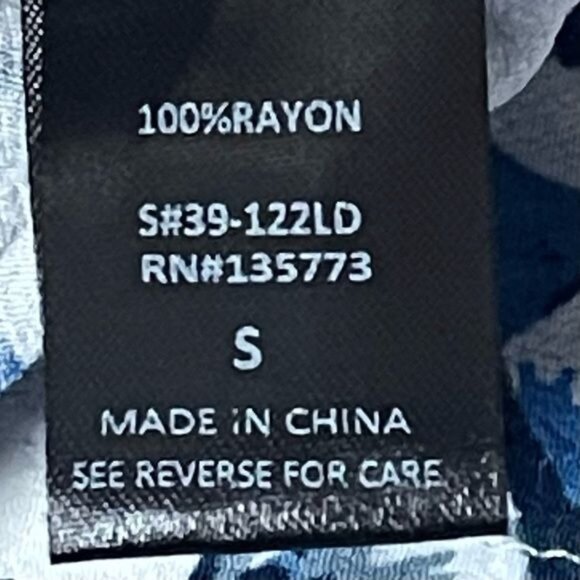 100%RAYON
S#39-122LD
RN#135773
S
MADE IN CHINA
SEE REVERSE FOR CARE